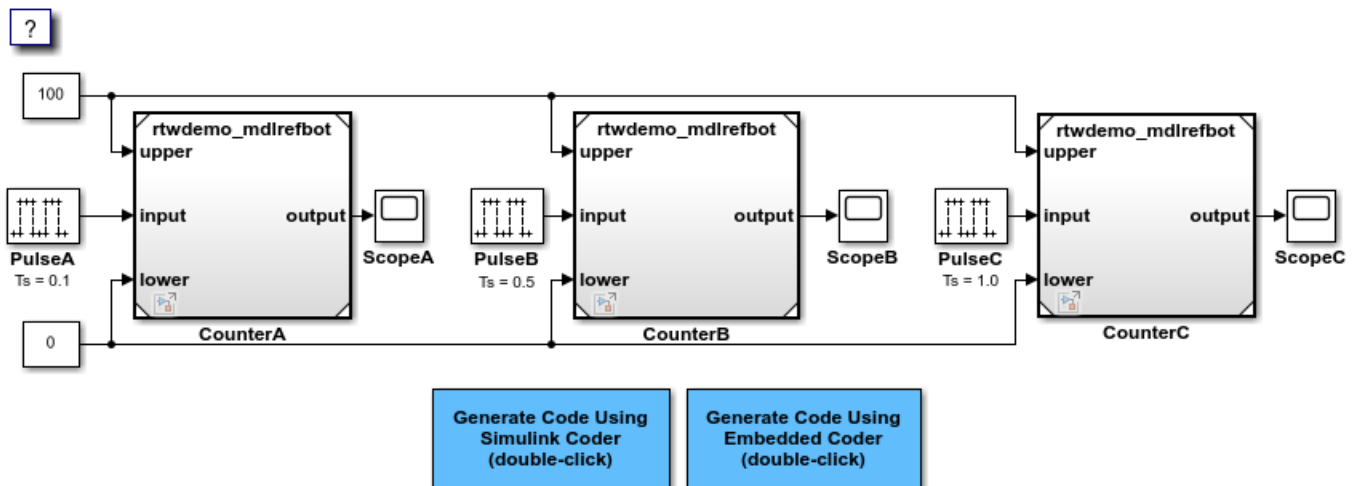 ?
100
rtwdemo_mdlrefbot
upper
input
output
lower
CounterA
PulseA
Ts = 0.1
ScopeA
rtwdemo_mdlrefbot
upper
input
output
lower
CounterB
PulseB
Ts = 0.5
ScopeB
rtwdemo_mdlrefbot
upper
input
output
lower
CounterC
PulseC
Ts = 1.0
ScopeC
0
Generate Code Using
Simulink Coder
(double-click)
Generate Code Using
Embedded Coder
(double-click)